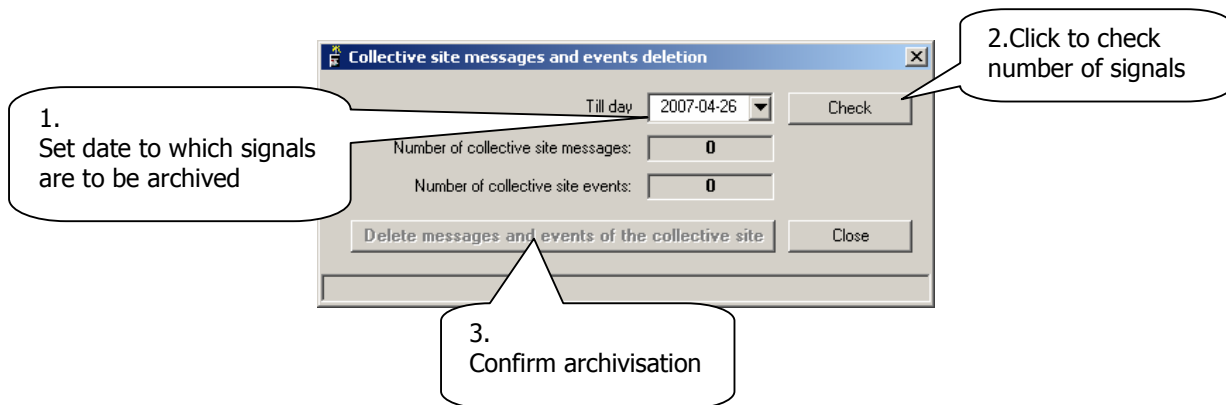 2.Click to check
number of signals
Collective site messages and events deletion
1.
Set date to which signals
are to be archived
Till day 2007-04-26 Check
Number of collective site messages: 0
Number of collective site events: 0
Delete messages and events of the collective site Close
3.
Confirm archivisation